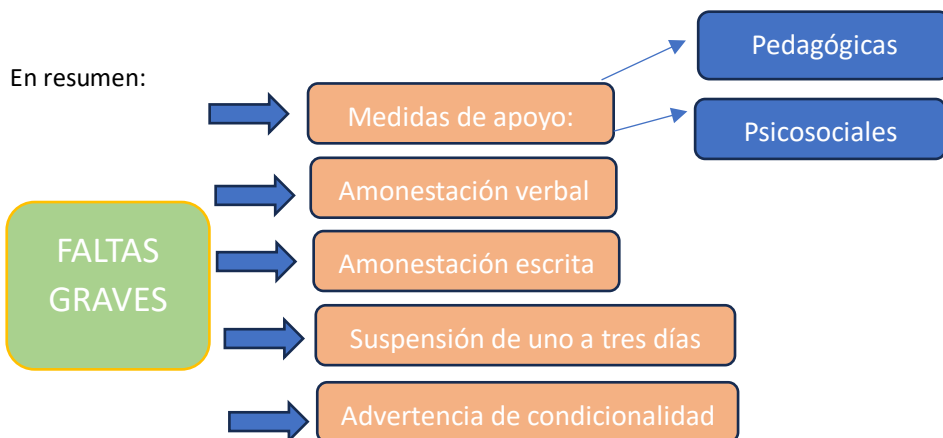 En resumen:
Pedagógicas
Medidas de apoyo:
Psicosociales
Amonestación verbal
FALTAS
GRAVES
Amonestación escrita
Suspensión de uno a tres días
Advertencia de condicionalidad